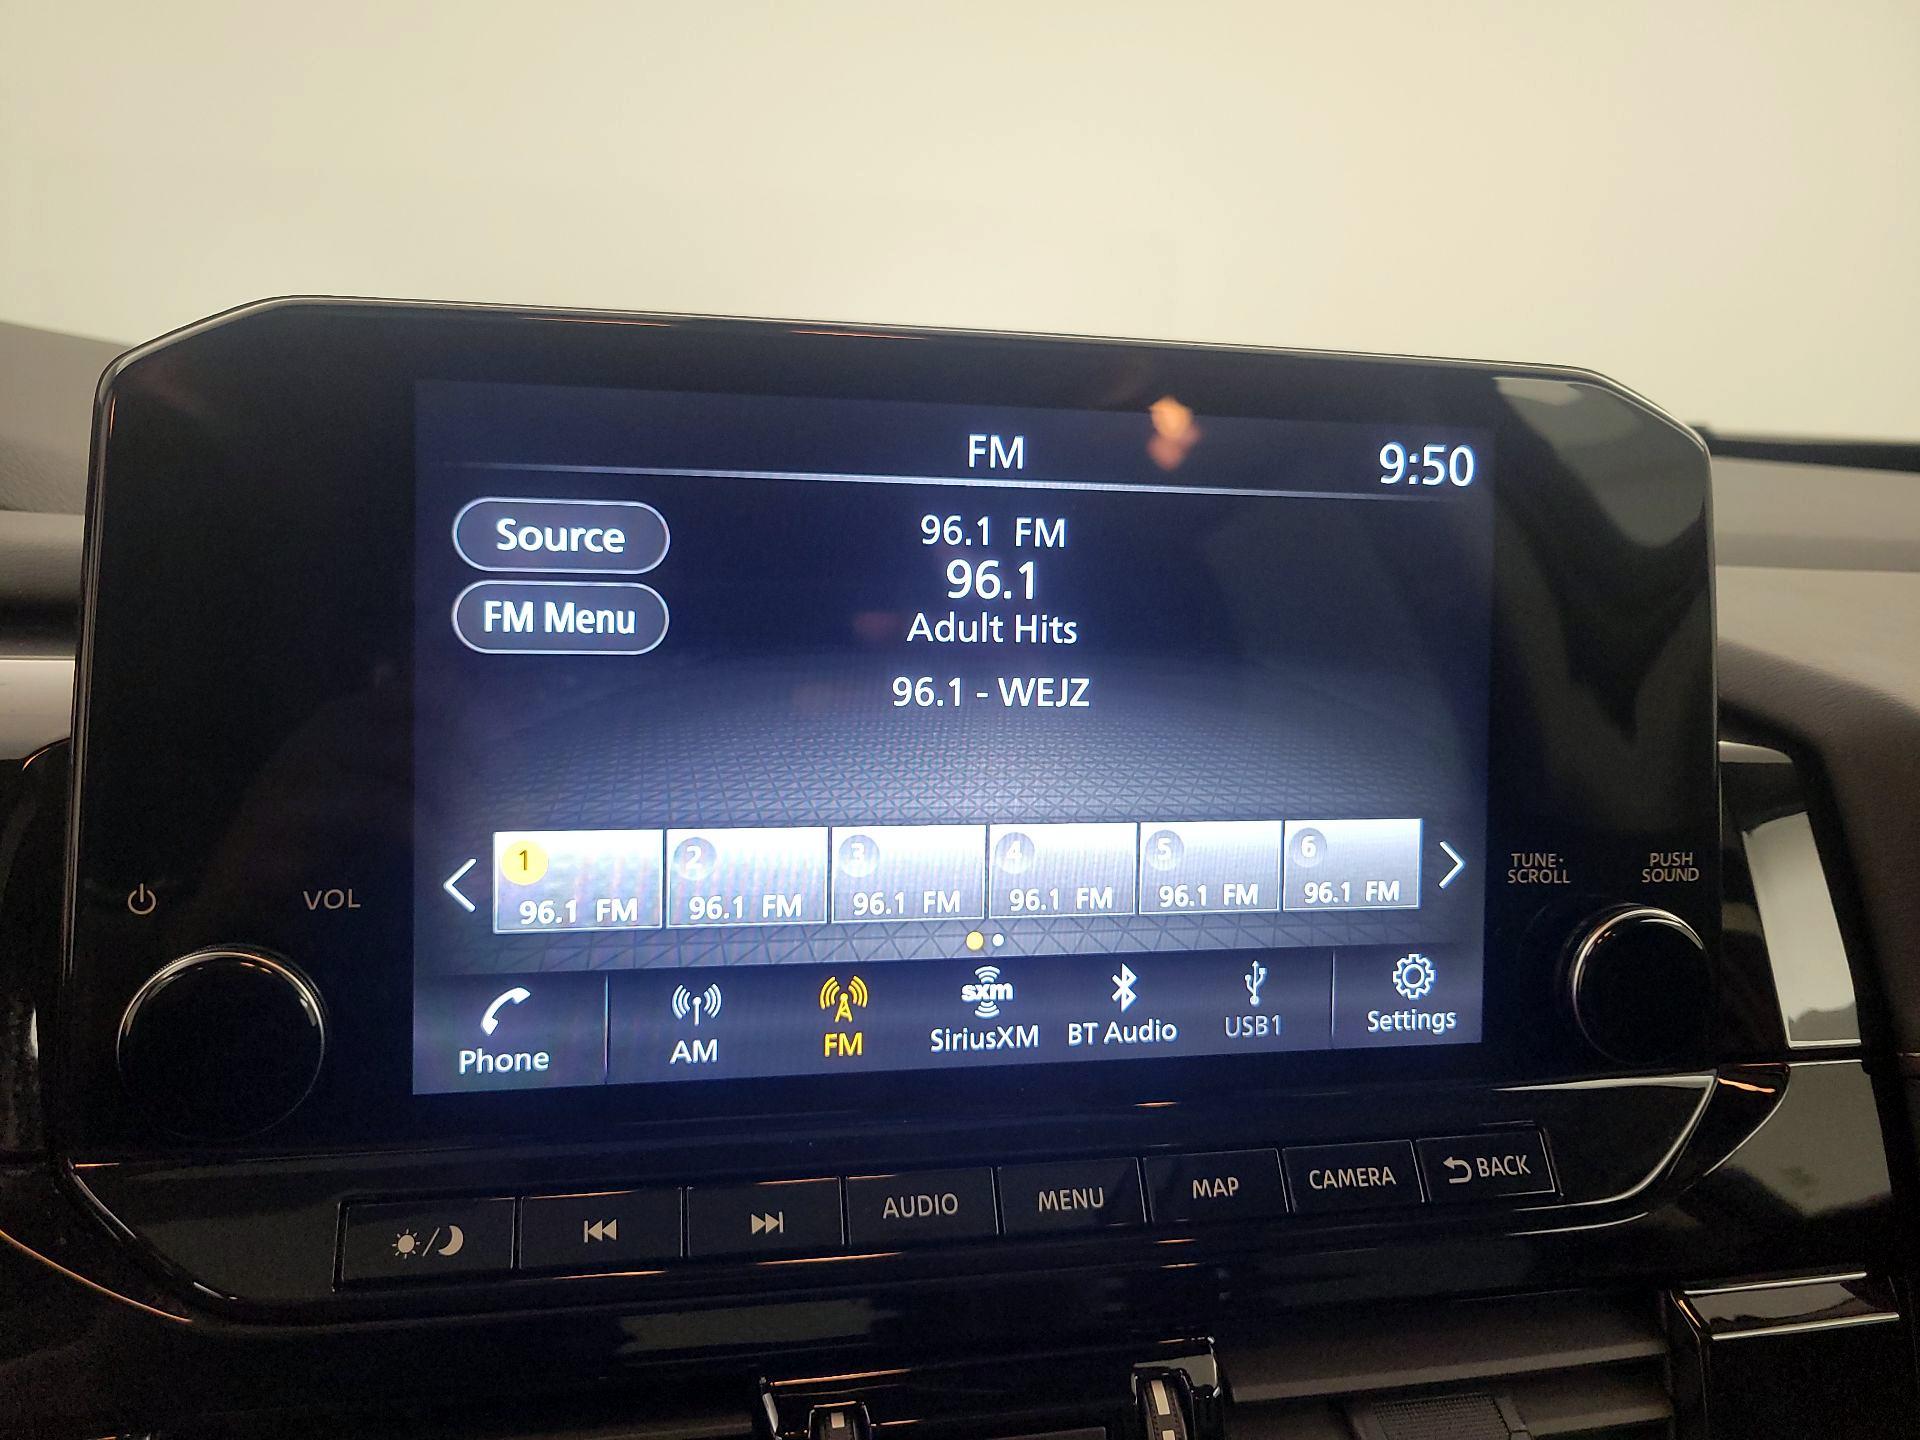 FM
9:50
Source
FM Menu
96.1 FM
96.1
Adult Hits
96.1 - WEJZ
1
2
3
4
5
6
96.1 FM
96.1 FM
96.1 FM
96.1 FM
96.1 FM
96.1 FM
VOL
TUNE·
SCROLL
PUSH
SOUND
sxm
Phone
AM
FM
SiriusXM
BT Audio
USB1
Settings
AUDIO
MENU
MAP
CAMERA
BACK